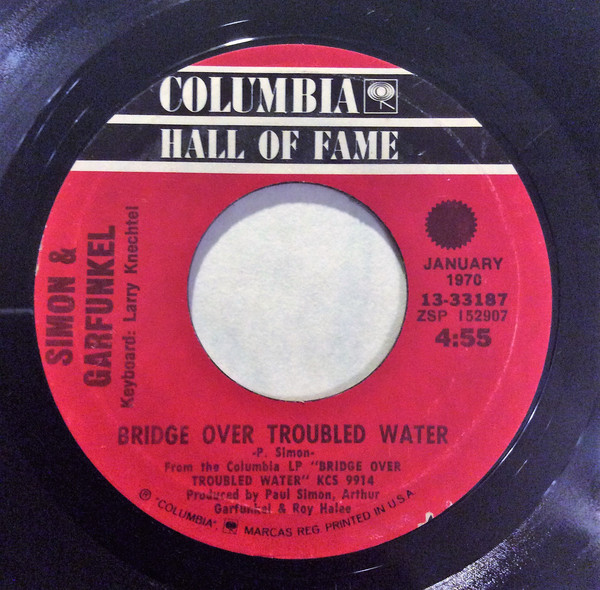 COLUMBIA
HALL OF FAME
SIMON &
GARFUNKEL
Keyboard: Larry Knechtel
JANUARY
1970
13-33187
ZSP 152907
4:55
BRIDGE OVER TROUBLED WATER
-P. Simon-
From the Columbia LP "BRIDGE OVER
TROUBLED WATER" KCS 9914
Produced by Paul Simon, Arthur
Garfunkel & Roy Halee
℗ "COLUMBIA", MARCAS REG. PRINTED IN U.S.A.